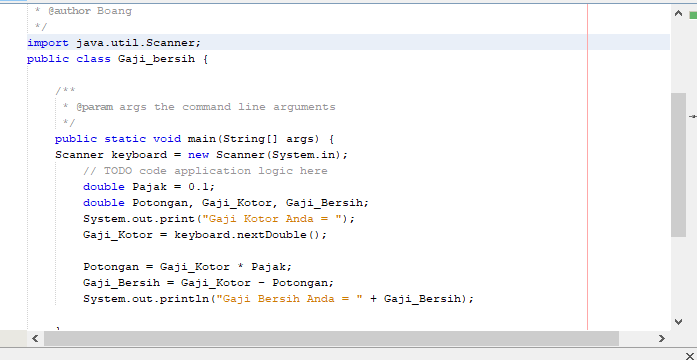 * @author Boang
*/
import java.util.Scanner;
public class Gaji_bersih {
/**
* @param args the command line arguments
*/
public static void main(String[] args) {
Scanner keyboard = new Scanner(System.in);
// TODO code application logic here
double Pajak = 0.1;
double Potongan, Gaji_Kotor, Gaji_Bersih;
System.out.print("Gaji Kotor Anda = ");
Gaji_Kotor = keyboard.nextDouble();
Potongan = Gaji_Kotor * Pajak;
Gaji_Bersih = Gaji_Kotor - Potongan;
System.out.println("Gaji Bersih Anda = " + Gaji_Bersih);